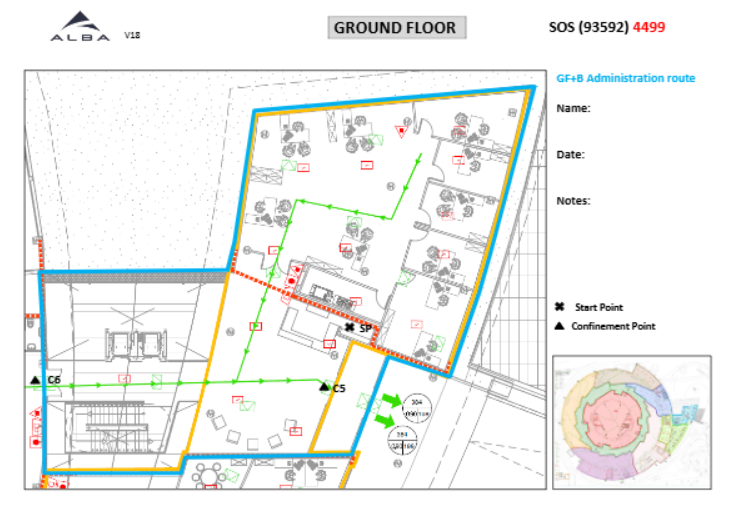 ALBA V18
GROUND FLOOR
SOS (93592) 4499
GF+B Administration route
Name:
Date:
Notes:
Start Point
Confinement Point
SP
C6
C5